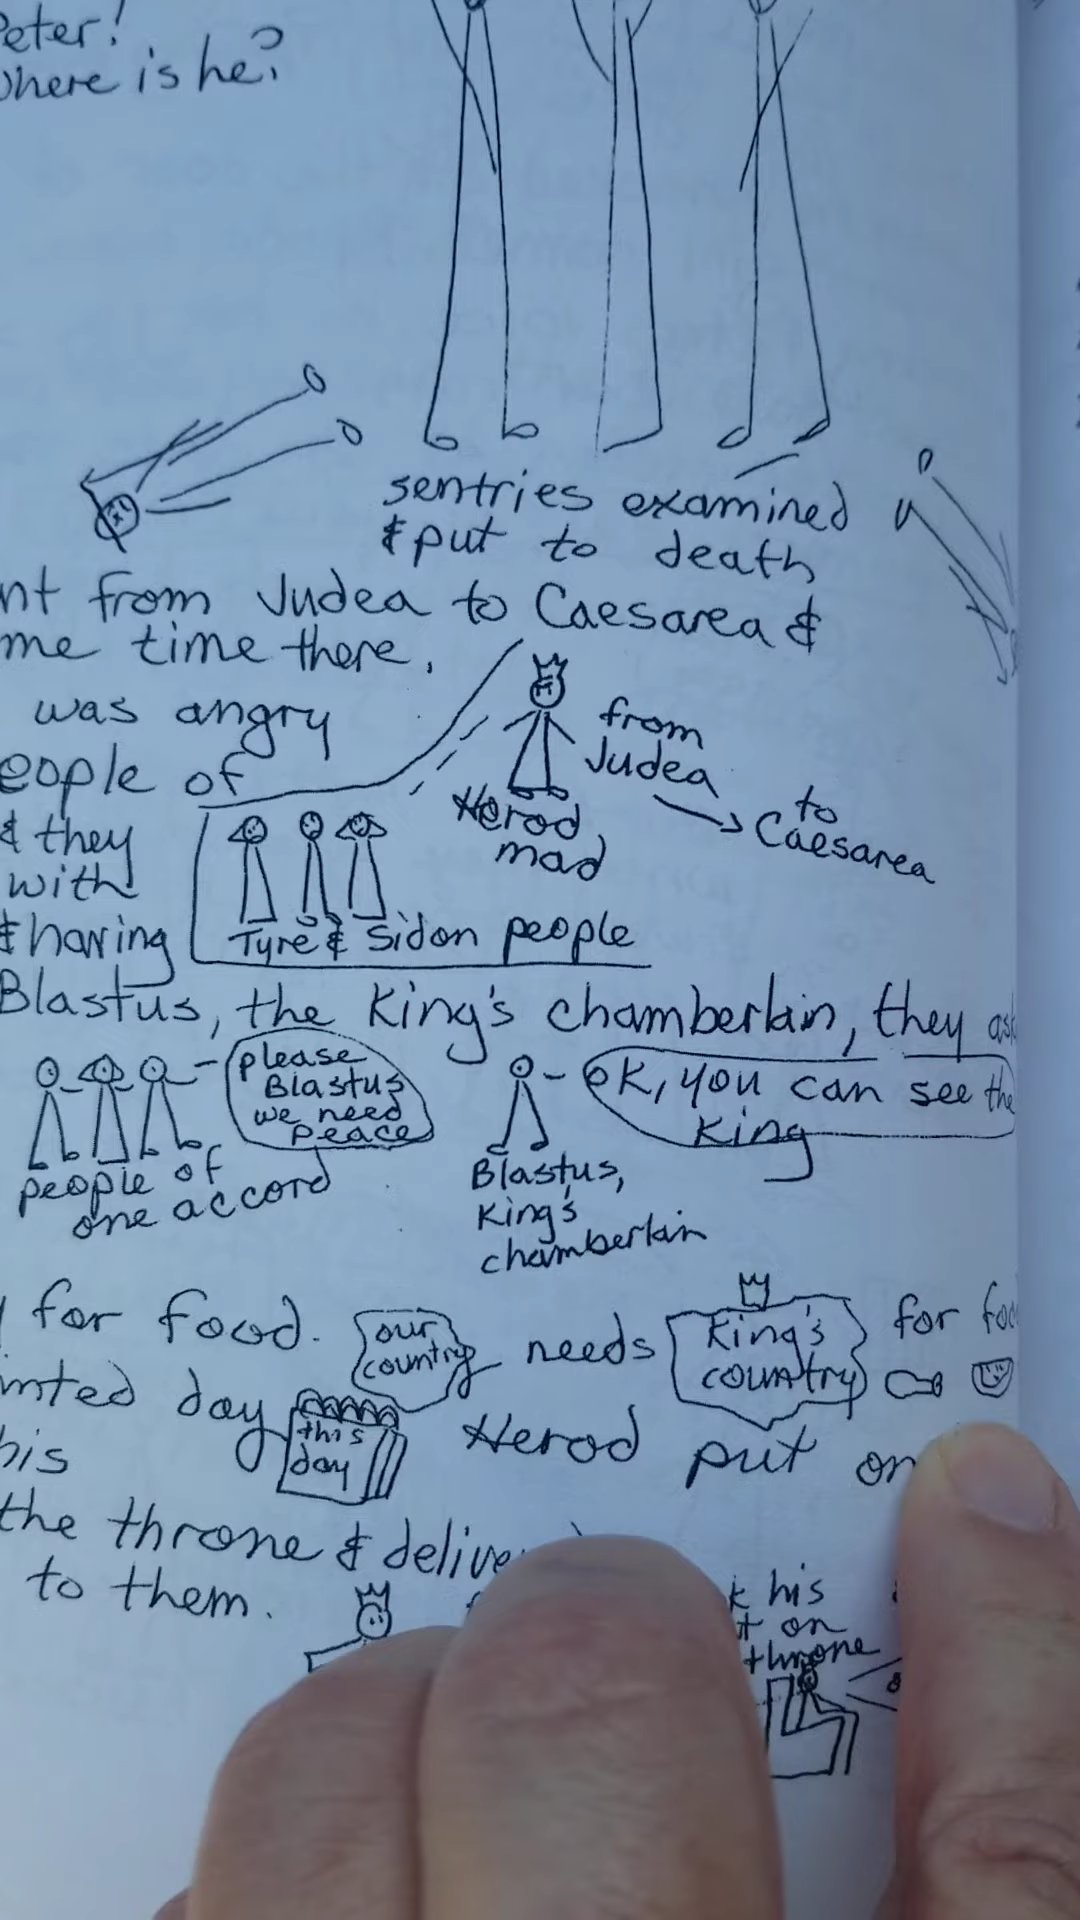 Peter!
Where is he?
sentries examined
& put to death
nt from Judea to Caesarea &
me time there.
was angry
from
Judea
eople of
Herod
mad
to
Caesarea
& they
with
& having
Tyre & Sidon people
Blastus, the King's chamberlain, they as
please
Blastus
we need
peace
ok, you can see the
King
people of
one accord
Blastus,
King's
chamberlain
for food.
our
country
needs
King's
country
for foo
inted day
this
day
Herod put on
his
the throne & delive
to them.
k his
t on
throne